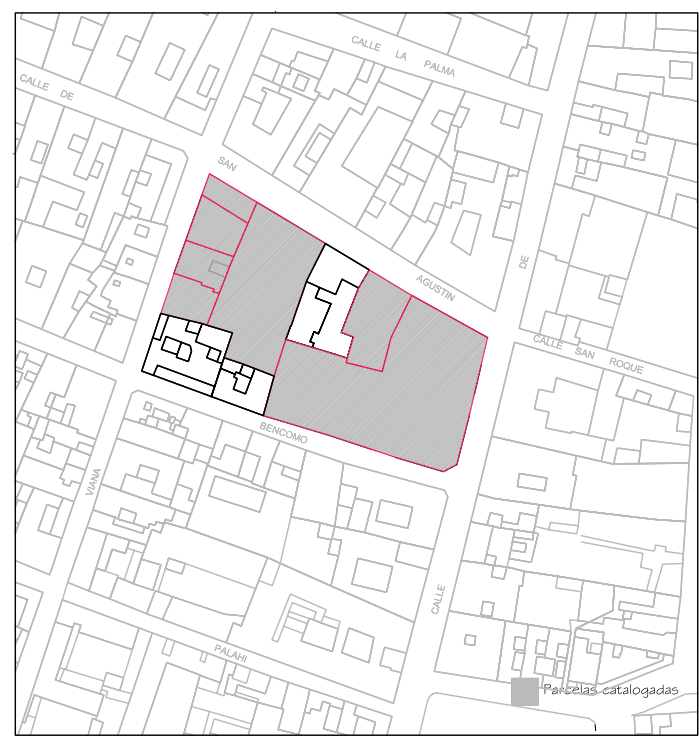 CALLE LA PALMA
CALLE DE
SAN
AGUSTIN
DE
CALLE SAN ROQUE
BENCOMO
VIANA
CALLE
PALAHI
Parcelas catalogadas